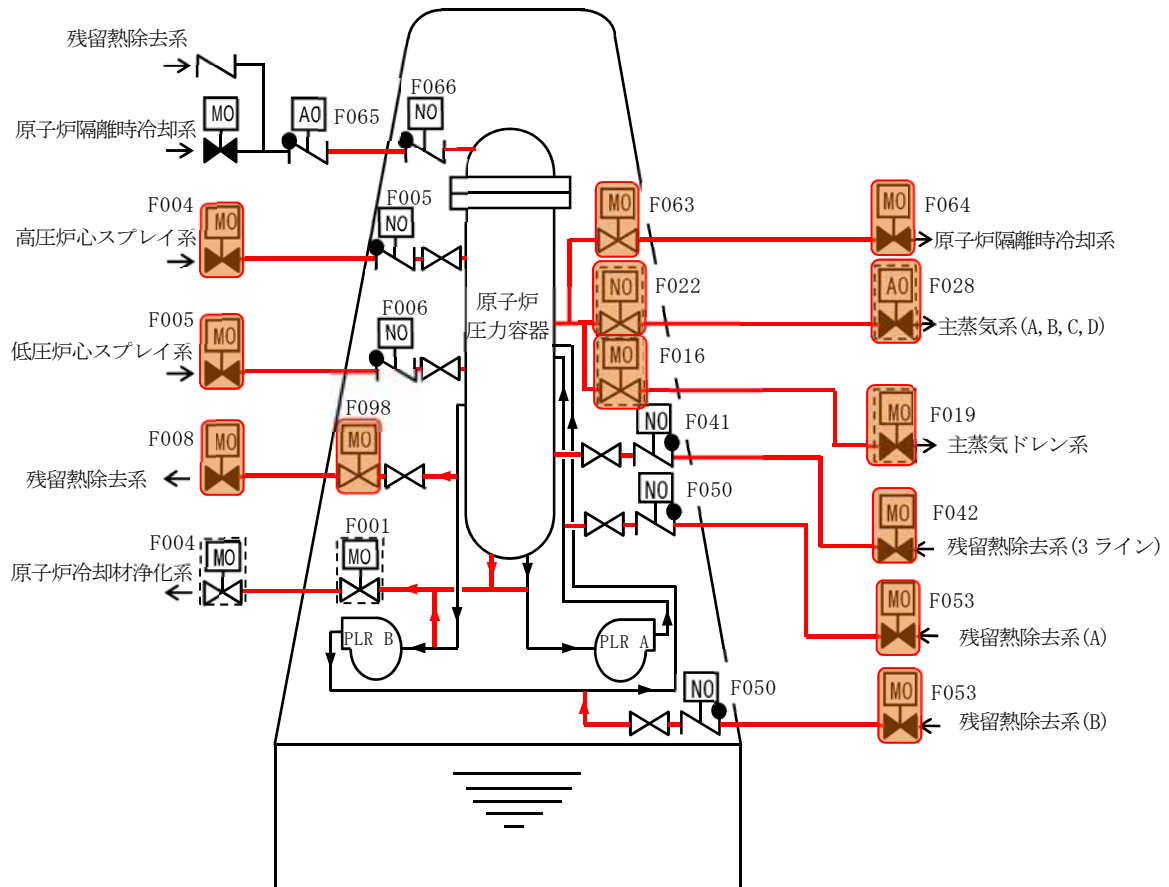 残留熱除去系
MO
AO
F065
NO
F066
原子炉隔離時冷却系
F004
MO
高圧炉心スプレイ系
F005
NO
F005
MO
低圧炉心スプレイ系
F006
NO
原子炉
圧力容器
F008
MO
残留熱除去系
F098
MO
F004
MO
原子炉冷却材浄化系
F001
MO
PLR B
PLR A
MO
F063
MO
F064
原子炉隔離時冷却系
NO
F022
AO
F028
主蒸気系(A,B,C,D)
MO
F016
MO
F019
主蒸気ドレン系
NO
F041
MO
F042
残留熱除去系(3ライン)
NO
F050
MO
F053
残留熱除去系(A)
NO
F050
MO
F053
残留熱除去系(B)